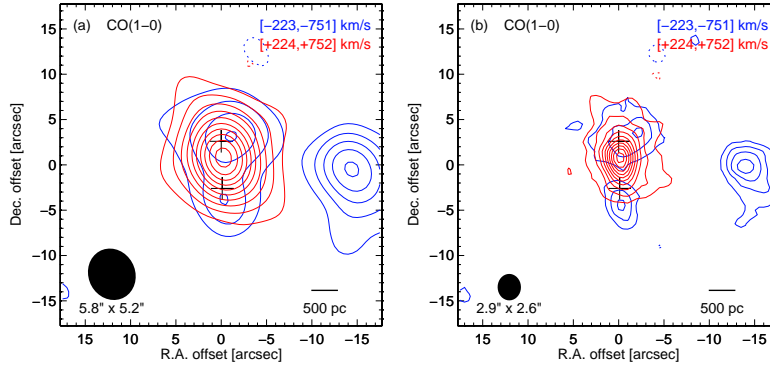 (a) CO(1−0) [−223,−751] km/s
[+224,+752] km/s
15
10
5
0
−5
−10
−15
Dec. offset [arcsec]
5.8" x 5.2"
500 pc
15 10 5 0 −5 −10 −15
R.A. offset [arcsec]
(b) CO(1−0) [−223,−751] km/s
[+224,+752] km/s
15
10
5
0
−5
−10
−15
Dec. offset [arcsec]
2.9" x 2.6"
500 pc
15 10 5 0 −5 −10 −15
R.A. offset [arcsec]